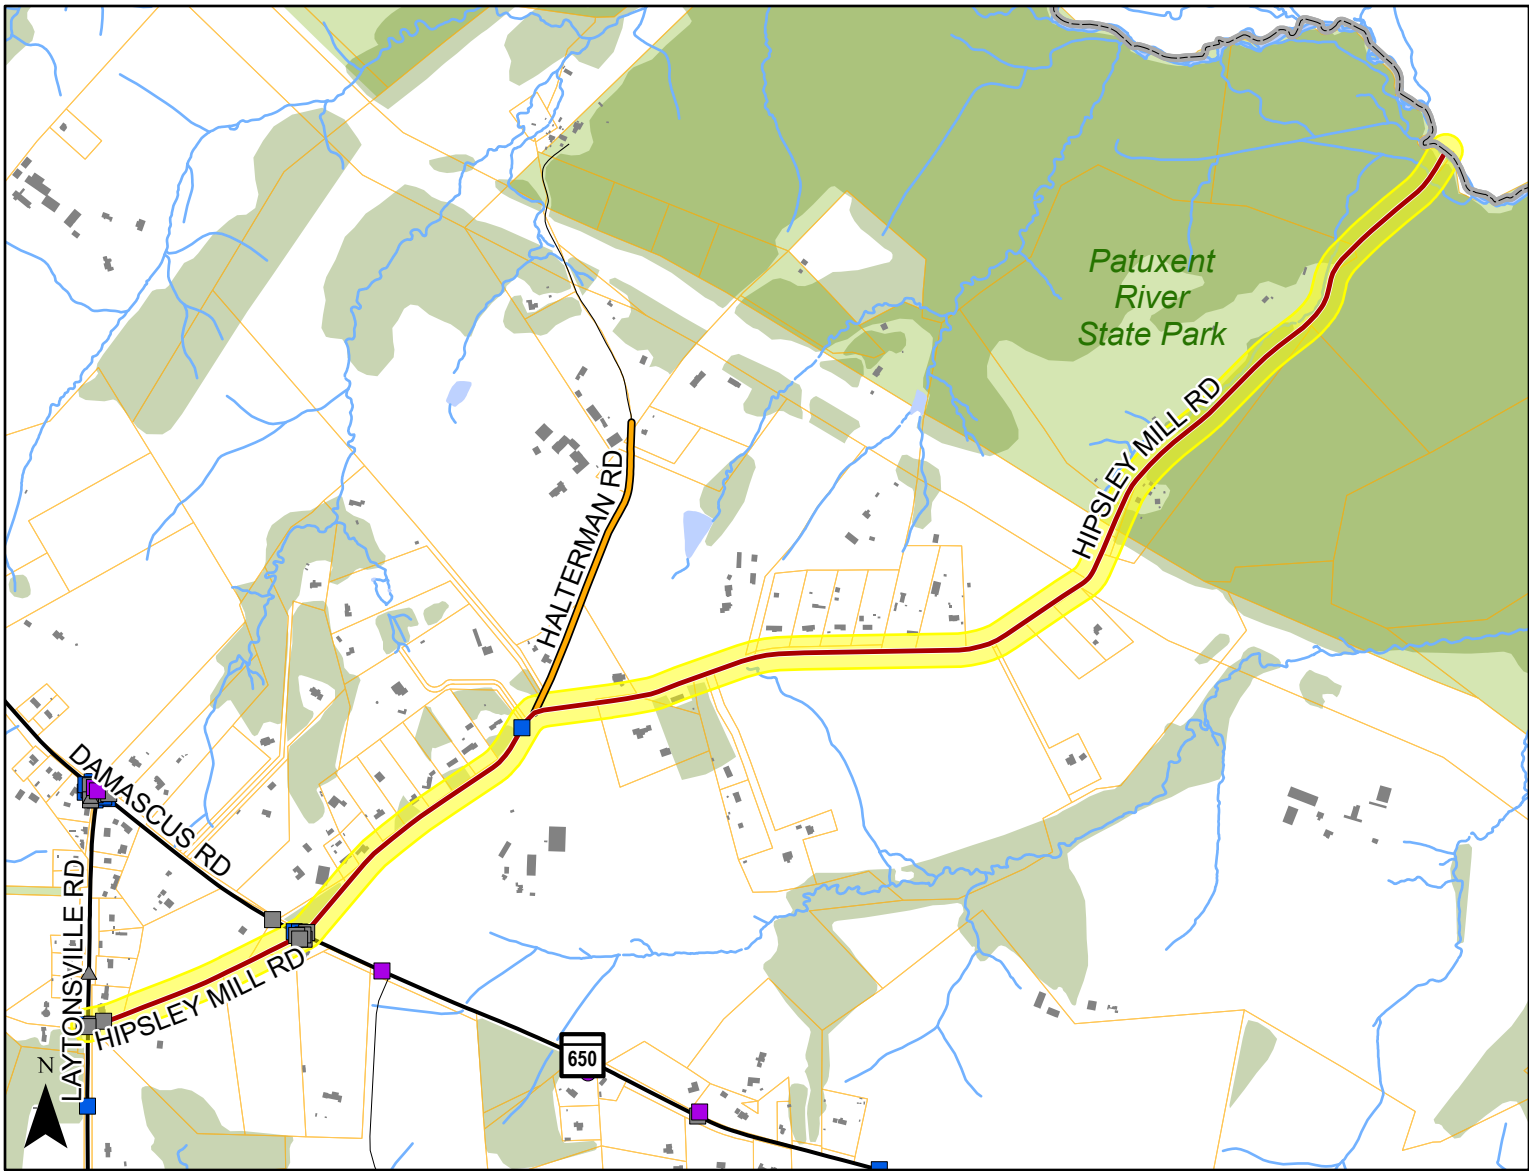 Patuxent
River
State Park
HIPSLEY MILL RD
HALTERMAN RD
DAMASCUS RD
LAYTONSVILLE RD
HIPSLEY MILL RD
N
650